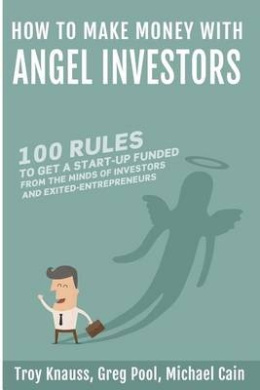 HOW TO MAKE MONEY WITH
ANGEL INVESTORS
100 RULES
TO GET A START-UP FUNDED
FROM THE MINDS OF INVESTORS
AND EXITED-ENTREPRENEURS
Troy Knauss, Greg Pool, Michael Cain